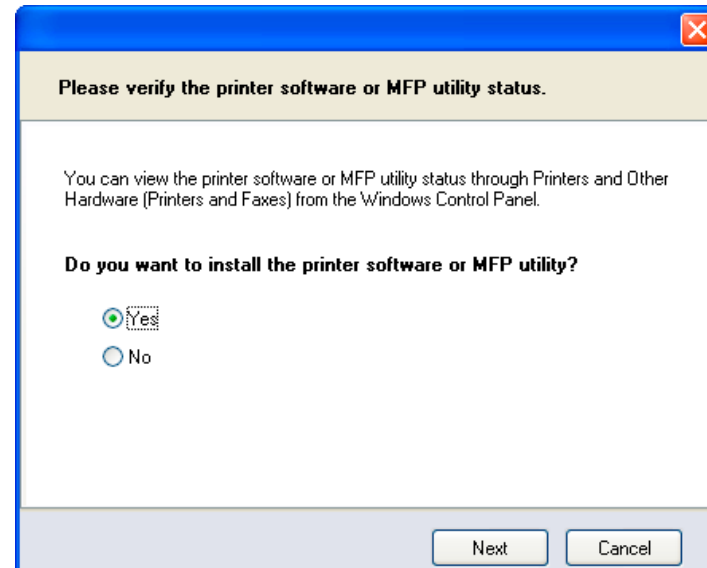 Please verify the printer software or MFP utility status.
You can view the printer software or MFP utility status through Printers and Other
Hardware (Printers and Faxes) from the Windows Control Panel.
Do you want to install the printer software or MFP utility?
Yes
No
Next
Cancel